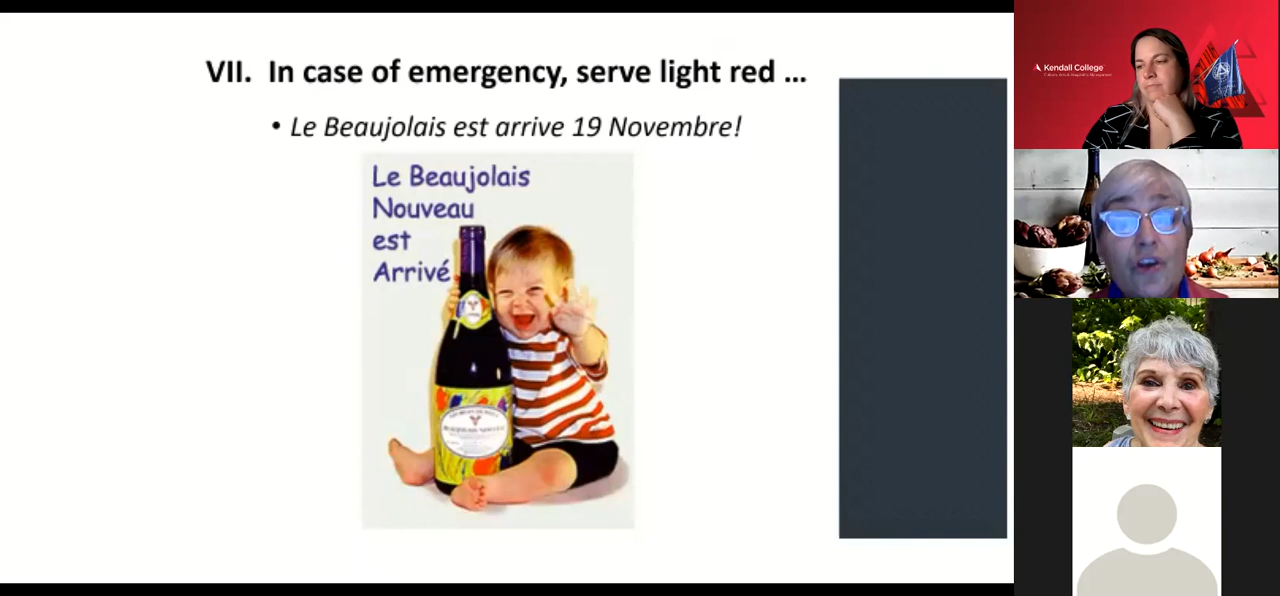 VII. In case of emergency, serve light red ...
• Le Beaujolais est arrive 19 Novembre!
Le Beaujolais
Nouveau
est
Arrivé
Kendall College